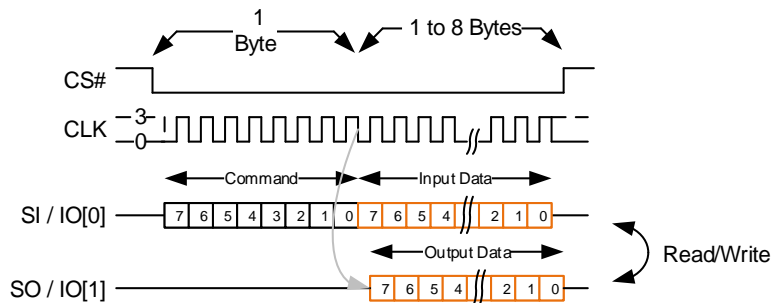 1
Byte
1 to 8 Bytes
CS#
CLK
3
0
Command
Input Data
SI / IO[0]
7 6 5 4 3 2 1 0 7 6 5 4 2 1 0
Output Data
Read/Write
SO / IO[1]
7 6 5 4 2 1 0